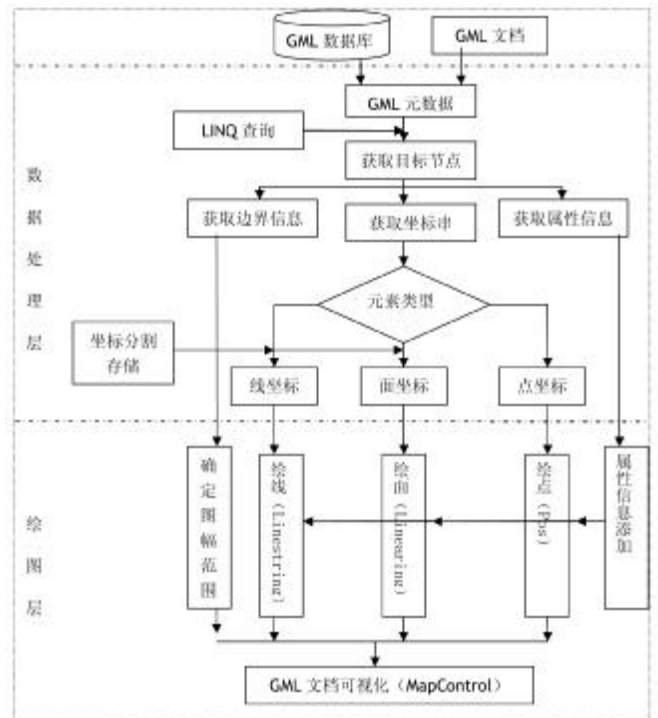 GML 数据库
GML 文档
GML 元数据
LINQ 查询
获取目标节点
数据处理层
获取边界信息
获取坐标串
获取属性信息
元素类型
坐标分割
存储
线坐标
面坐标
点坐标
绘图层
确定图幅范围
绘线（Linestring）
绘面（Linearing）
绘点（Pos）
属性信息添加
GML 文档可视化（MapControl）